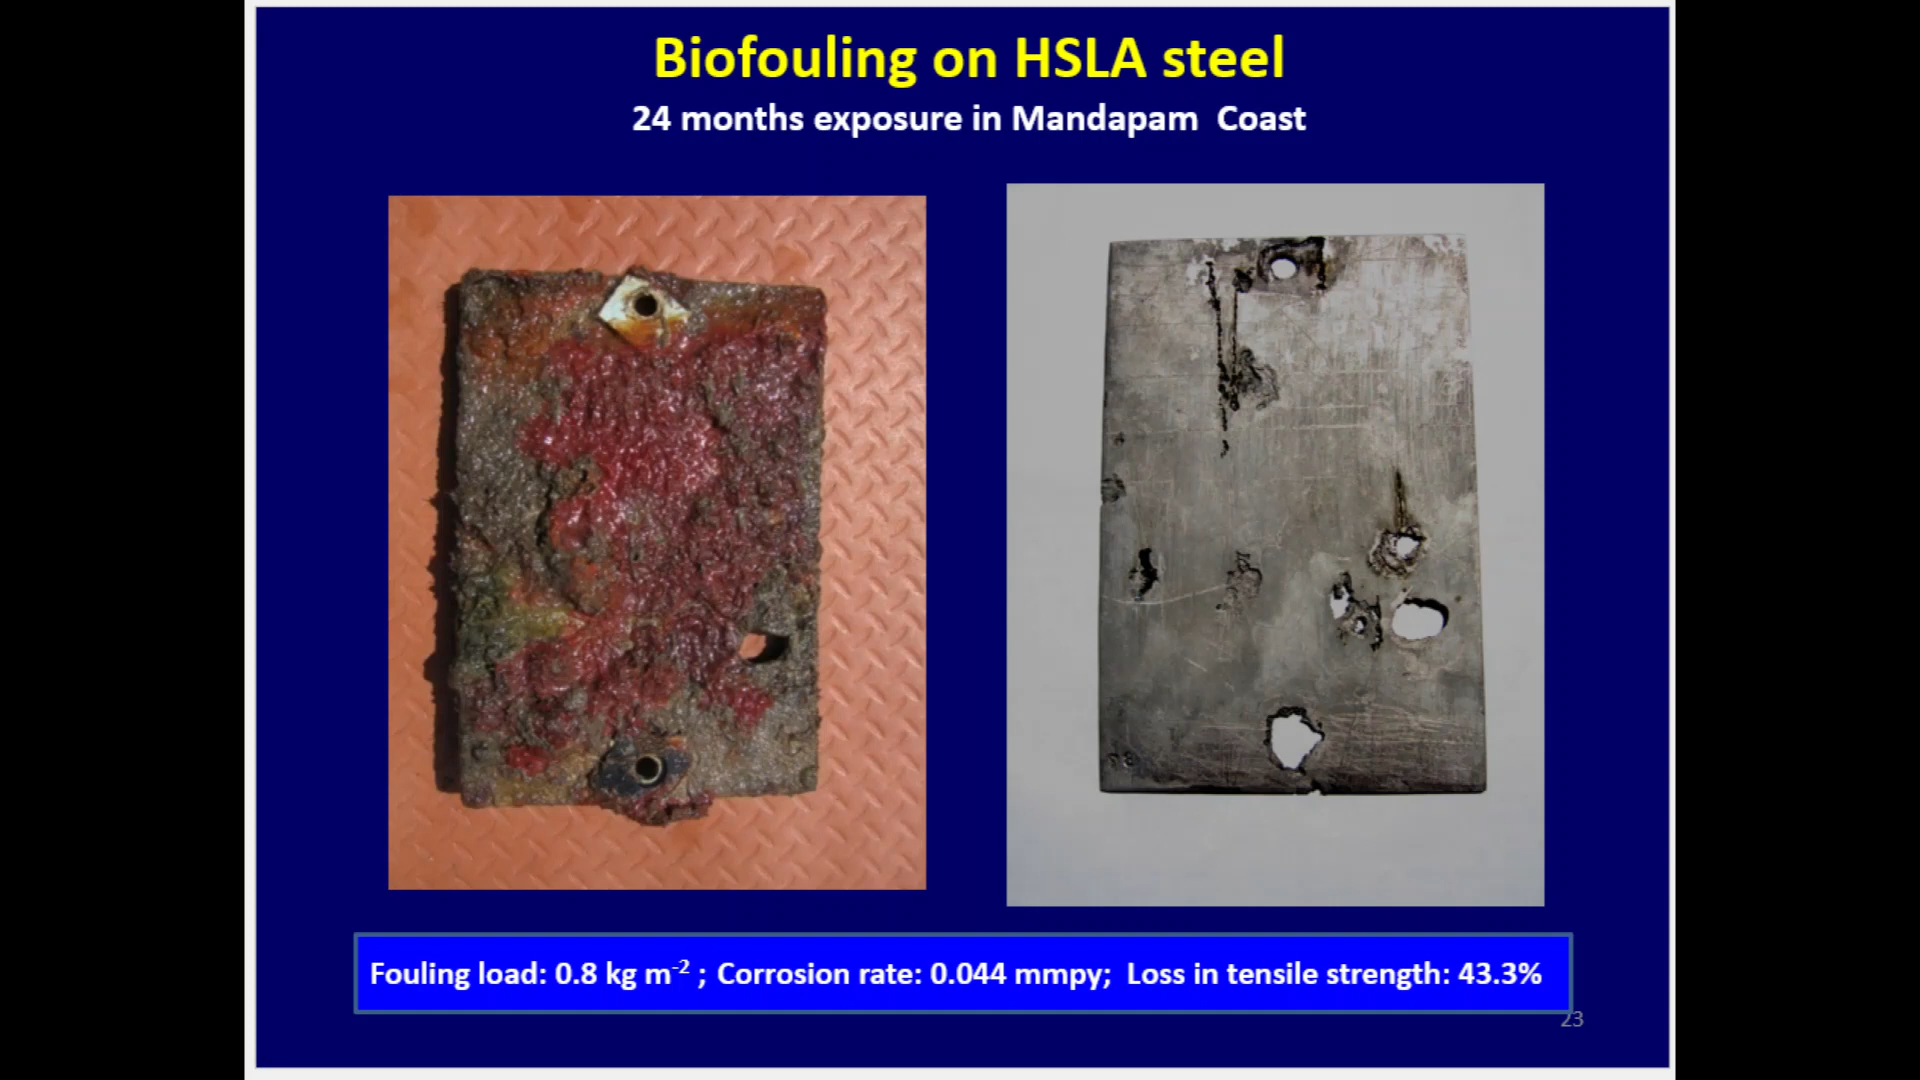 Biofouling on HSLA steel
24 months exposure in Mandapam Coast
Fouling load: 0.8 kg m-2 ; Corrosion rate: 0.044 mmpy; Loss in tensile strength: 43.3%
23